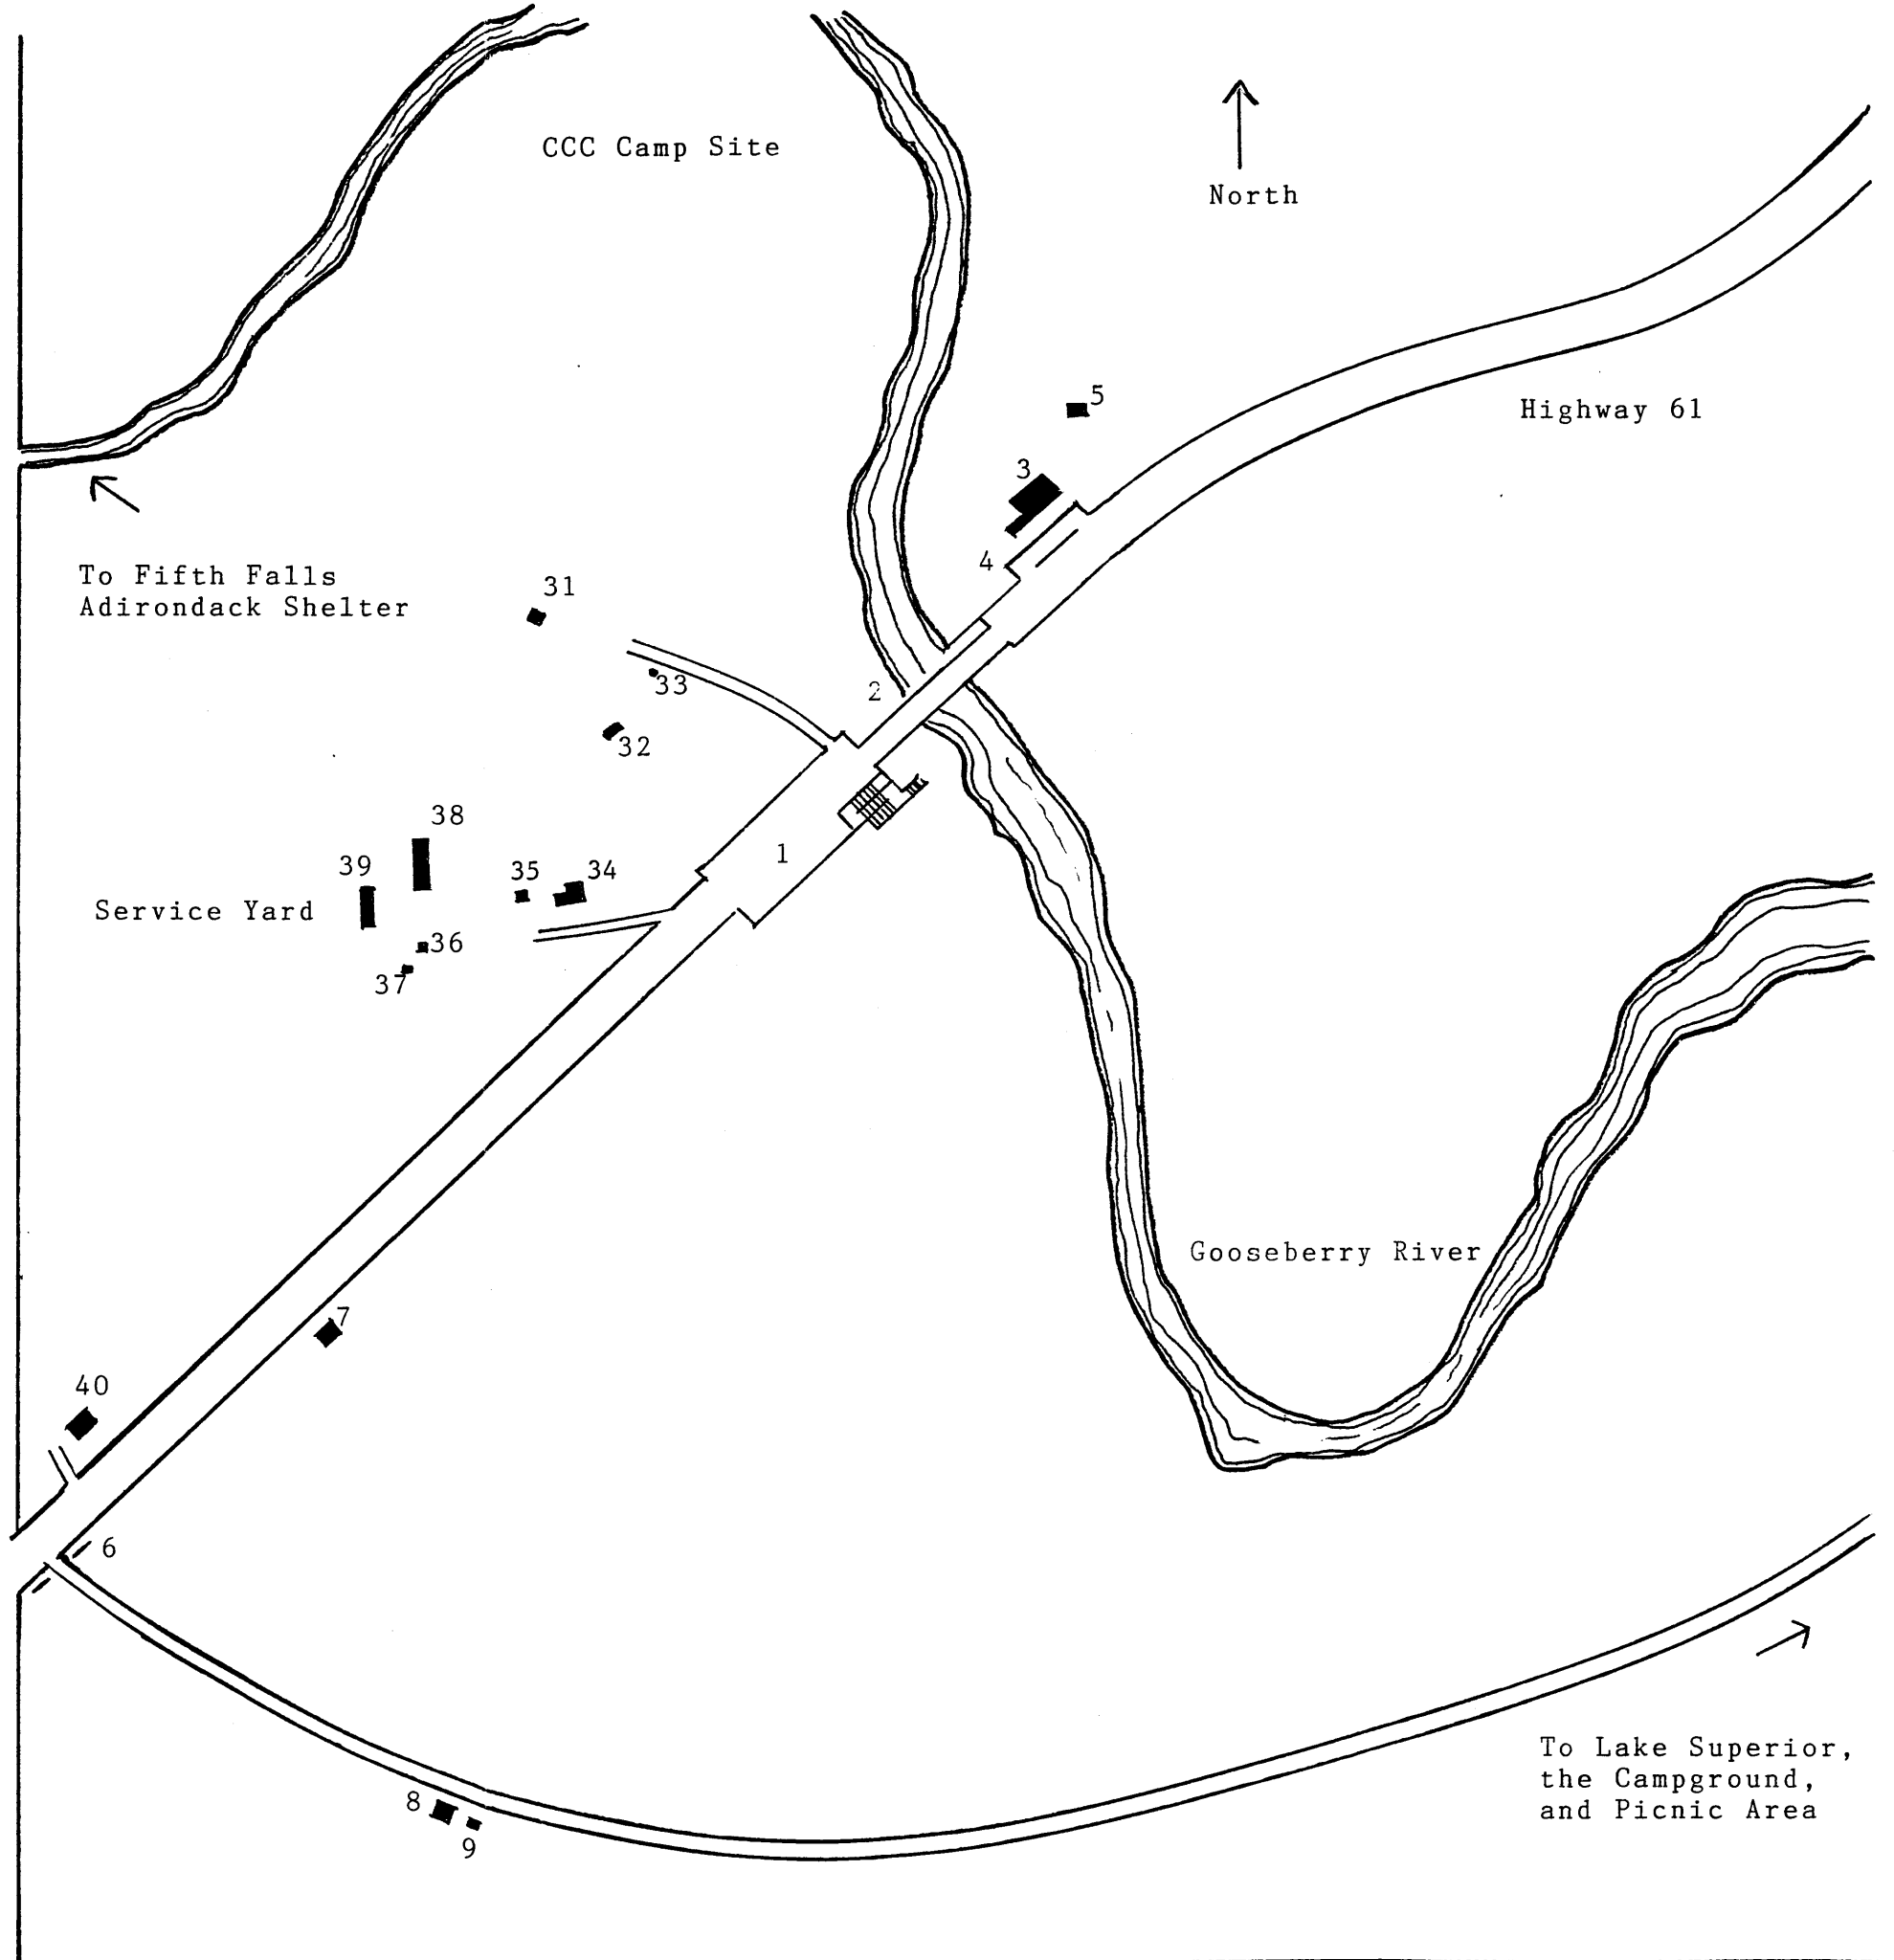 CCC Camp Site
North
5
Highway 61
3
4
To Fifth Falls
Adirondack Shelter
31
33
2
32
38
1
39
35
34
Service Yard
36
37
Gooseberry River
7
40
6
To Lake Superior,
the Campground,
and Picnic Area
8
9